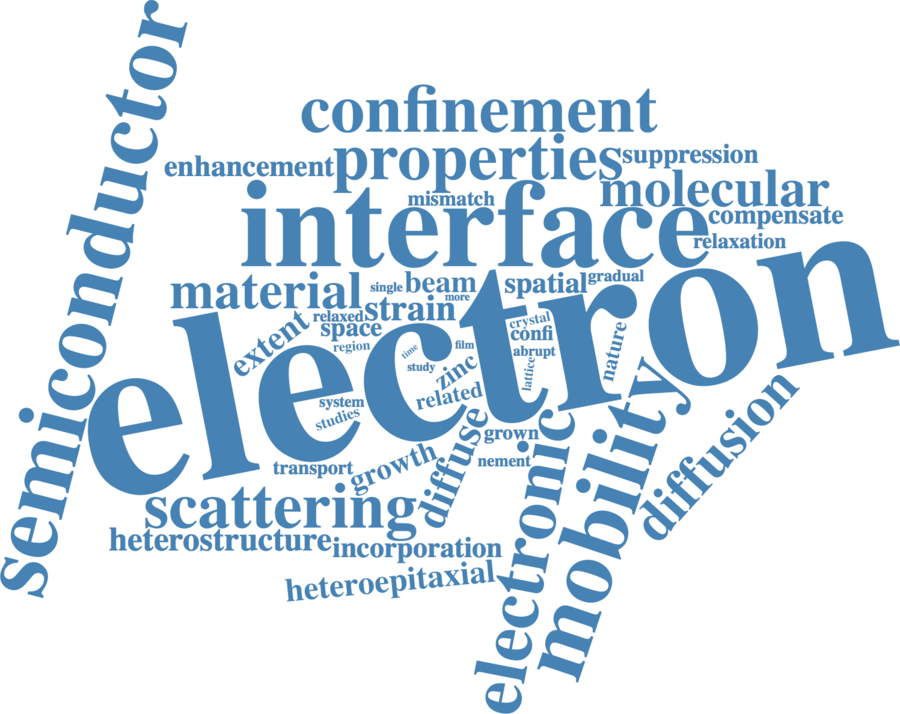 semiconductor
confinement
enhancement
properties
suppression
mismatch
molecular
interface
compensate
relaxation
material
single
beam
more
spatial
gradual
electron
extent
relaxed
strain
space
region
crystal
confi
abrupt
nature
time
film
study
zinc
lattice
related
system
studies
diffuse
grown
nement
transport
growth
electronic
mobility
diffusion
scattering
heterostructure
incorporation
heteroepitaxial